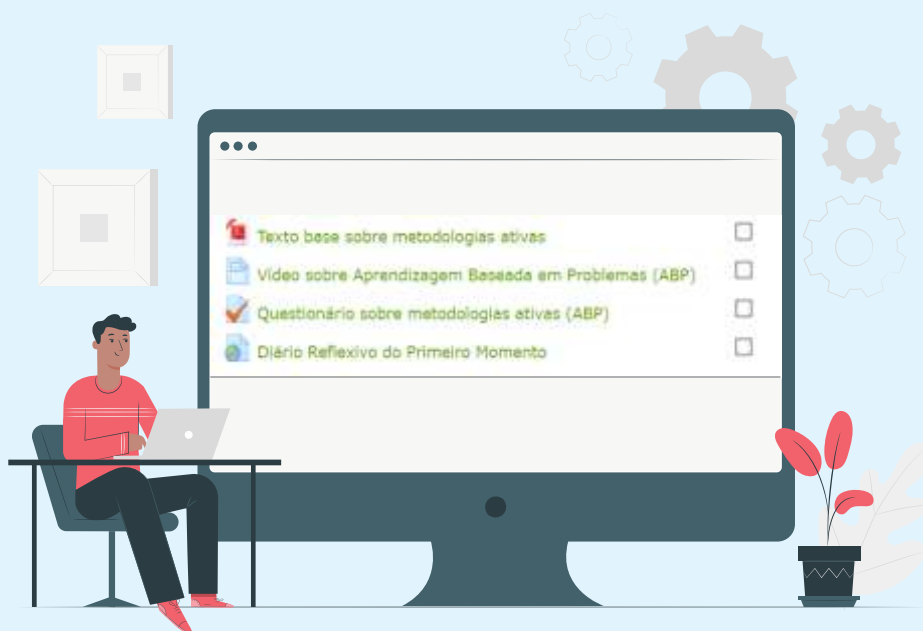 Texto base sobre metodologias ativas
Vídeo sobre Aprendizagem Baseada em Problemas (ABP)
Questionário sobre metodologias ativas (ABP)
Diário Reflexivo do Primeiro Momento